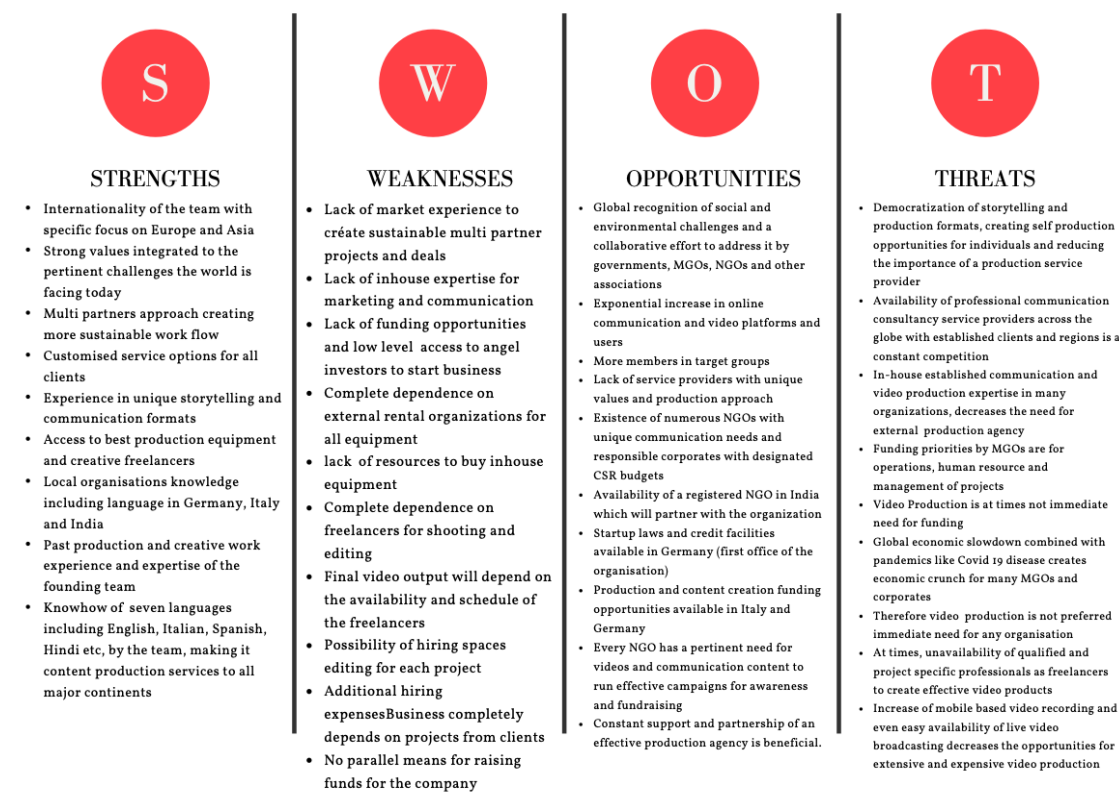 S
STRENGTHS
• Internationality of the team with
specific focus on Europe and Asia
• Strong values integrated to the
pertinent challenges the world is
facing today
• Multi partners approach creating
more sustainable work flow
• Customised service options for all
clients
• Experience in unique storytelling and
communication formats
• Access to best production equipment
and creative freelancers
• Local organisations knowledge
including language in Germany, Italy
and India
• Past production and creative work
experience and expertise of the
founding team
• Knowhow of seven languages
including English, Italian, Spanish,
Hindi etc, by the team, making it
content production services to all
major continents
W
WEAKNESSES
• Lack of market experience to
créate sustainable multi partner
projects and deals
• Lack of inhouse expertise for
marketing and communication
• Lack of funding opportunities
and low level access to angel
investors to start business
• Complete dependence on
external rental organizations for
all equipment
• lack of resources to buy inhouse
equipment
• Complete dependence on
freelancers for shooting and
editing
• Final video output will depend on
the availability and schedule of
the freelancers
• Possibility of hiring spaces
editing for each project
• Additional hiring
expensesBusiness completely
depends on projects from clients
• No parallel means for raising
funds for the company
O
OPPORTUNITIES
• Global recognition of social and
environmental challenges and a
collaborative effort to address it by
governments, MGOs, NGOs and other
associations
• Exponential increase in online
communication and video platforms and
users
• More members in target groups
• Lack of service providers with unique
values and production approach
• Existence of numerous NGOs with
unique communication needs and
responsible corporates with designated
CSR budgets
• Availability of a registered NGO in India
which will partner with the organization
• Startup laws and credit facilities
available in Germany (first office of the
organisation)
• Production and content creation funding
opportunities available in Italy and
Germany
• Every NGO has a pertinent need for
videos and communication content to
run effective campaigns for awareness
and fundraising
• Constant support and partnership of an
effective production agency is beneficial.
T
THREATS
• Democratization of storytelling and
production formats, creating self production
opportunities for individuals and reducing
the importance of a production service
provider
• Availability of professional communication
consultancy service providers across the
globe with established clients and regions is a
constant competition
• In-house established communication and
video production expertise in many
organizations, decreases the need for
external production agency
• Funding priorities by MGOs are for
operations, human resource and
management of projects
• Video Production is at times not immediate
need for funding
• Global economic slowdown combined with
pandemics like Covid 19 disease creates
economic crunch for many MGOs and
corporates
• Therefore video production is not preferred
immediate need for any organisation
• At times, unavailability of qualified and
project specific professionals as freelancers
to create effective video products
• Increase of mobile based video recording and
even easy availability of live video
broadcasting decreases the opportunities for
extensive and expensive video production